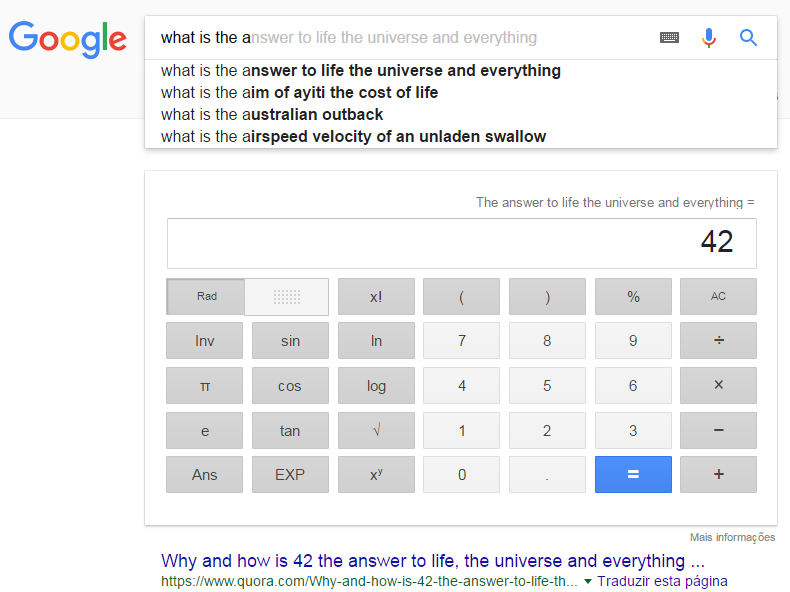 Google
what is the answer to life the universe and everything
what is the answer to life the universe and everything
what is the aim of ayiti the cost of life
what is the australian outback
what is the airspeed velocity of an unladen swallow
The answer to life the universe and everything =
42
Rad x! ( ) % AC
Inv sin ln 7 8 9 ÷
π cos log 4 5 6 ×
e tan √ 1 2 3 −
Ans EXP xʸ 0 . = +
Mais informações
Why and how is 42 the answer to life, the universe and everything ...
https://www.quora.com/Why-and-how-is-42-the-answer-to-life-th... ▼ Traduzir esta página